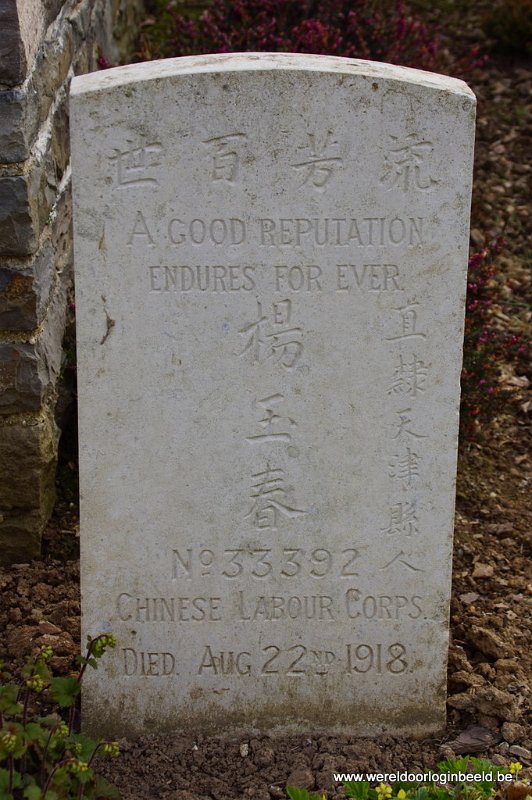 流芳百世
A GOOD REPUTATION
ENDURES FOR EVER.
直隸天津縣人
楊玉春
Nº 33392
CHINESE LABOUR CORPS.
DIED AUG 22ND 1918.
www.wereldoorloginbeeld.be